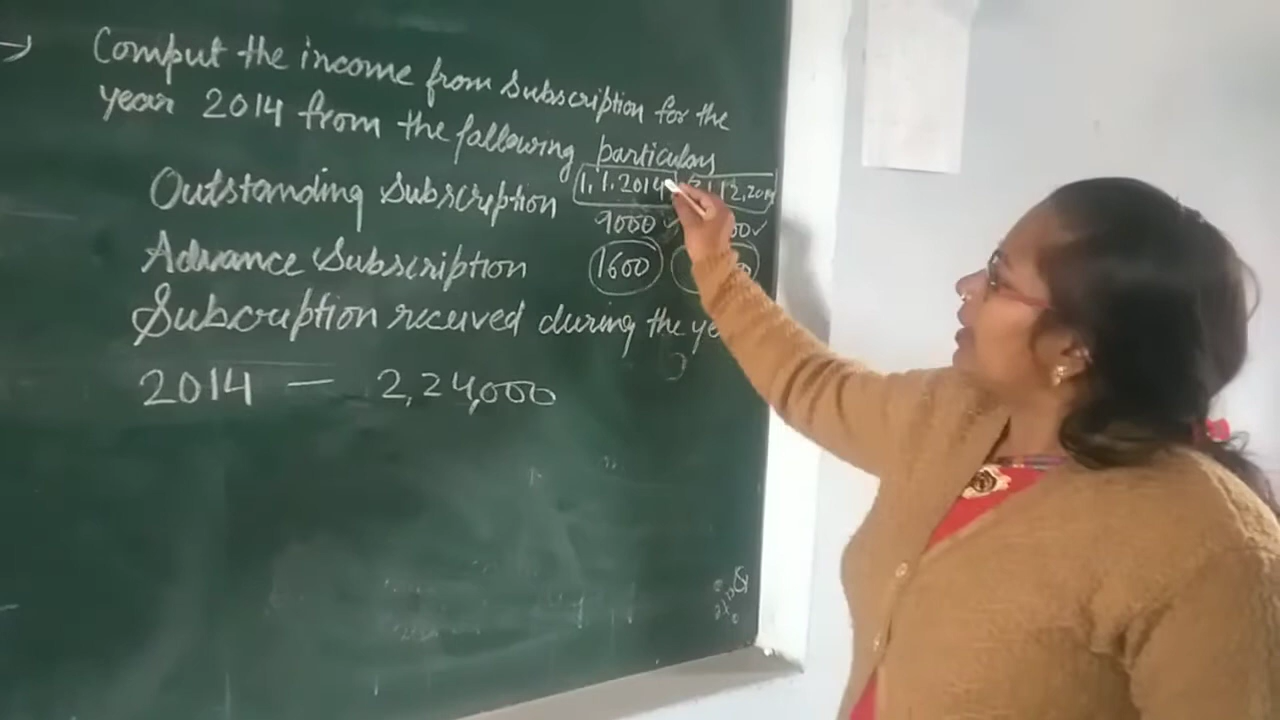 → Comput the income from Subscription for the
year 2014 from the following particulars
1.1.2014
Outstanding Subscription 9000 ✓
Advance Subscription 1600
Subscription received during the
2014 — 2,24,000